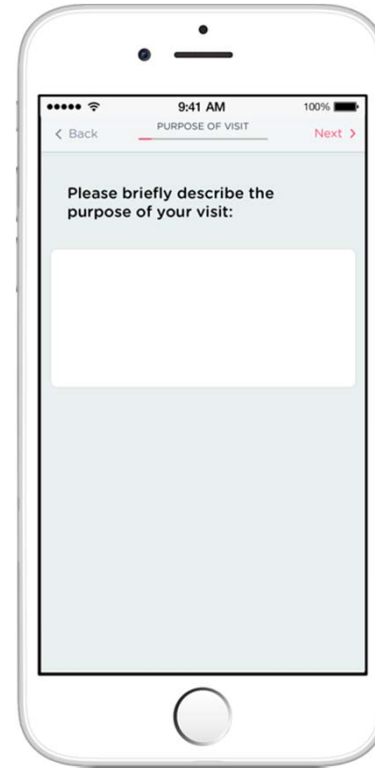 9:41 AM
100%
< Back
PURPOSE OF VISIT
Next >
Please briefly describe the
purpose of your visit: